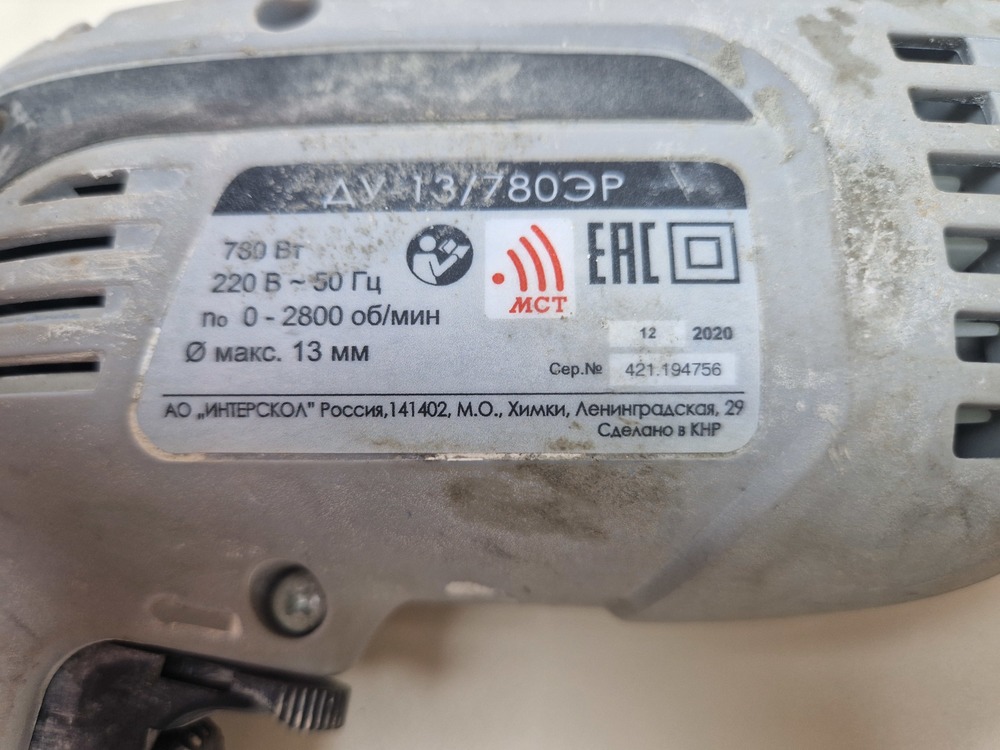 ДУ-13/780ЭР
780 Вт
220 В ~ 50 Гц
n₀ 0 - 2800 об/мин
Ø макс. 13 мм
МСТ
ЕАС
12 2020
Сер.№ 421.194756
АО „ИНТЕРСКОЛ" Россия,141402, М.О., Химки, Ленинградская, 29
Сделано в КНР